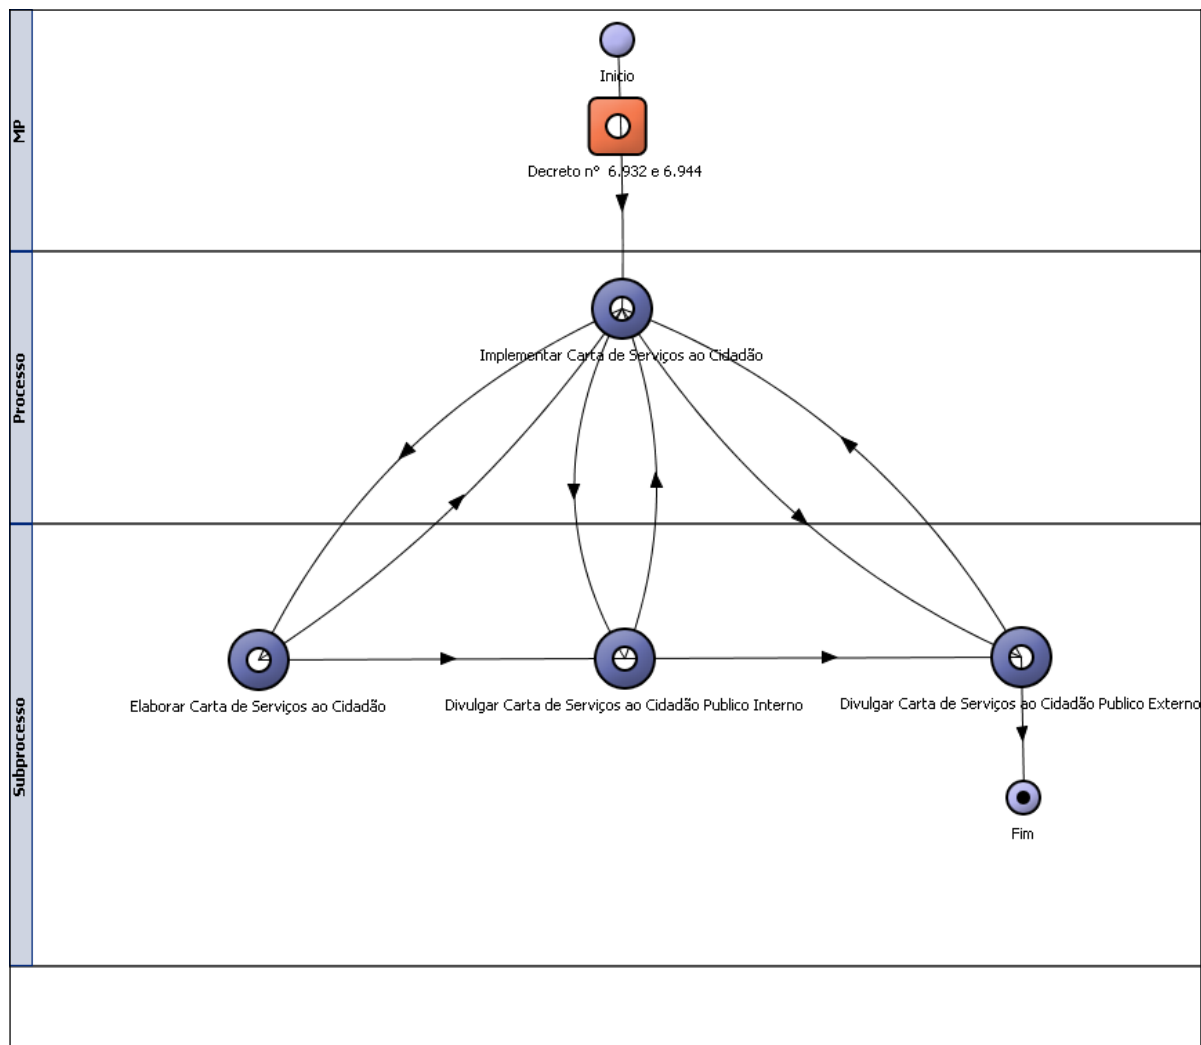 MP
Inicio
Decreto n° 6.932 e 6.944
Processo
Implementar Carta de Serviços ao Cidadão
Subprocesso
Elaborar Carta de Serviços ao Cidadão
Divulgar Carta de Serviços ao Cidadão Publico Interno
Divulgar Carta de Serviços ao Cidadão Publico Externo
Fim